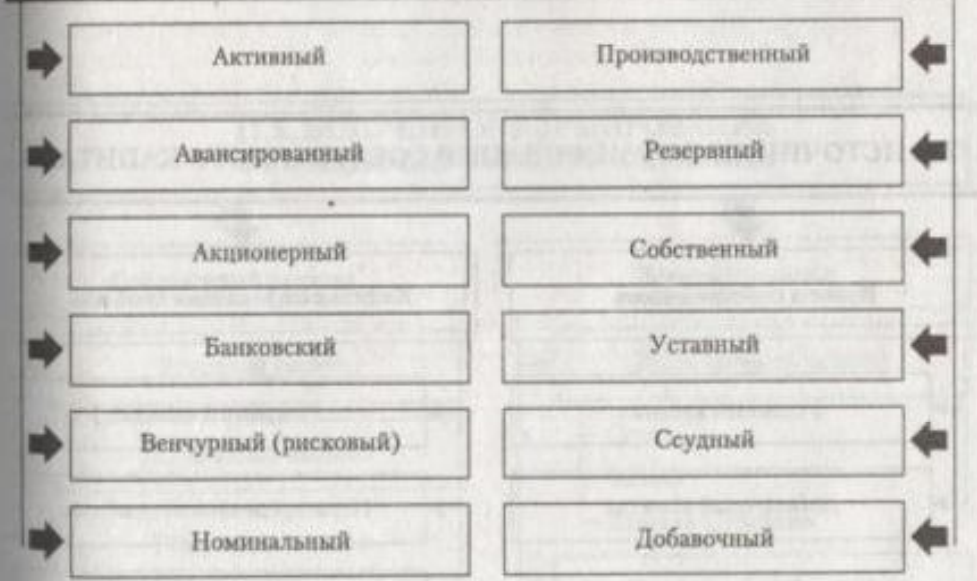 Активный
Производственный
Авансированный
Резервный
Акционерный
Собственный
Банковский
Уставный
Венчурный (рисковый)
Ссудный
Номинальный
Добавочный